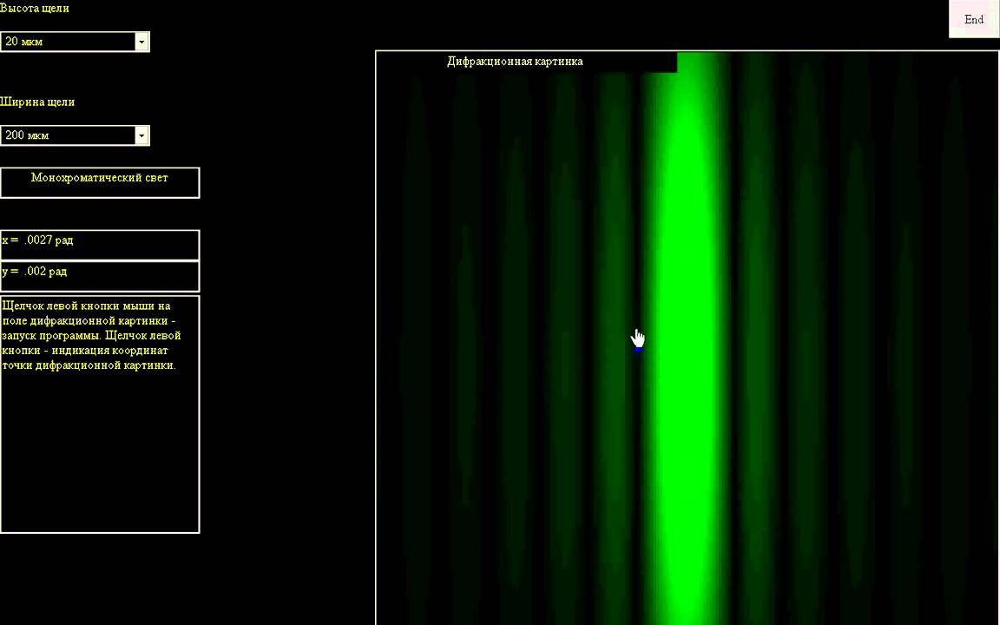 Высота щели
End
20 мкм
Дифракционная картинка
Ширина щели
200 мкм
Монохроматический свет
x = .0027 рад
y = .002 рад
Щелчок левой кнопки мыши на
поле дифракционной картинки -
запуск программы. Щелчок левой
кнопки - индикация координат
точки дифракционной картинки.